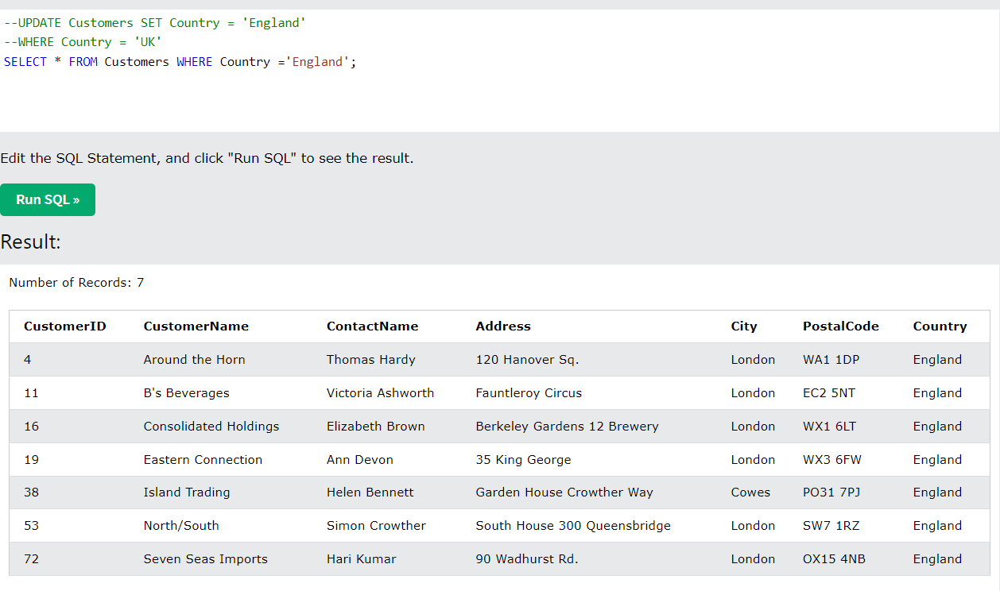 --UPDATE Customers SET Country = 'England'
--WHERE Country = 'UK'
SELECT * FROM Customers WHERE Country ='England';
Edit the SQL Statement, and click "Run SQL" to see the result.
Run SQL »
Result:
Number of Records: 7
CustomerID CustomerName ContactName Address City PostalCode Country
4 Around the Horn Thomas Hardy 120 Hanover Sq. London WA1 1DP England
11 B's Beverages Victoria Ashworth Fauntleroy Circus London EC2 5NT England
16 Consolidated Holdings Elizabeth Brown Berkeley Gardens 12 Brewery London WX1 6LT England
19 Eastern Connection Ann Devon 35 King George London WX3 6FW England
38 Island Trading Helen Bennett Garden House Crowther Way Cowes PO31 7PJ England
53 North/South Simon Crowther South House 300 Queensbridge London SW7 1RZ England
72 Seven Seas Imports Hari Kumar 90 Wadhurst Rd. London OX15 4NB England